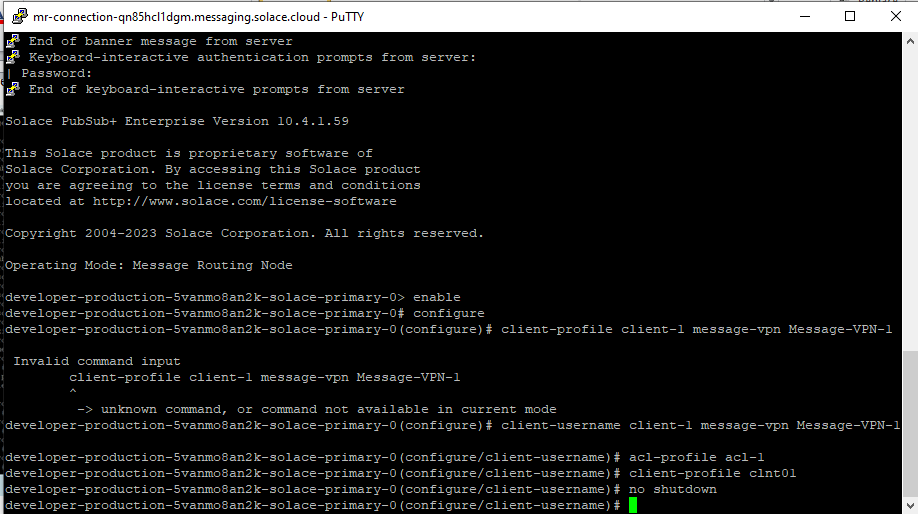 mr-connection-qn85hcl1dgm.messaging.solace.cloud - PuTTY
End of banner message from server
Keyboard-interactive authentication prompts from server:
| Password:
End of keyboard-interactive prompts from server
Solace PubSub+ Enterprise Version 10.4.1.59
This Solace product is proprietary software of
Solace Corporation. By accessing this Solace product
you are agreeing to the license terms and conditions
located at http://www.solace.com/license-software
Copyright 2004-2023 Solace Corporation. All rights reserved.
Operating Mode: Message Routing Node
developer-production-5vanmo8an2k-solace-primary-0> enable
developer-production-5vanmo8an2k-solace-primary-0# configure
developer-production-5vanmo8an2k-solace-primary-0(configure)# client-profile client-1 message-vpn Message-VPN-1
Invalid command input
client-profile client-1 message-vpn Message-VPN-1
^
-> unknown command, or command not available in current mode
developer-production-5vanmo8an2k-solace-primary-0(configure)# client-username client-1 message-vpn Message-VPN-1
developer-production-5vanmo8an2k-solace-primary-0(configure/client-username)# acl-profile acl-1
developer-production-5vanmo8an2k-solace-primary-0(configure/client-username)# client-profile clnt01
developer-production-5vanmo8an2k-solace-primary-0(configure/client-username)# no shutdown
developer-production-5vanmo8an2k-solace-primary-0(configure/client-username)#